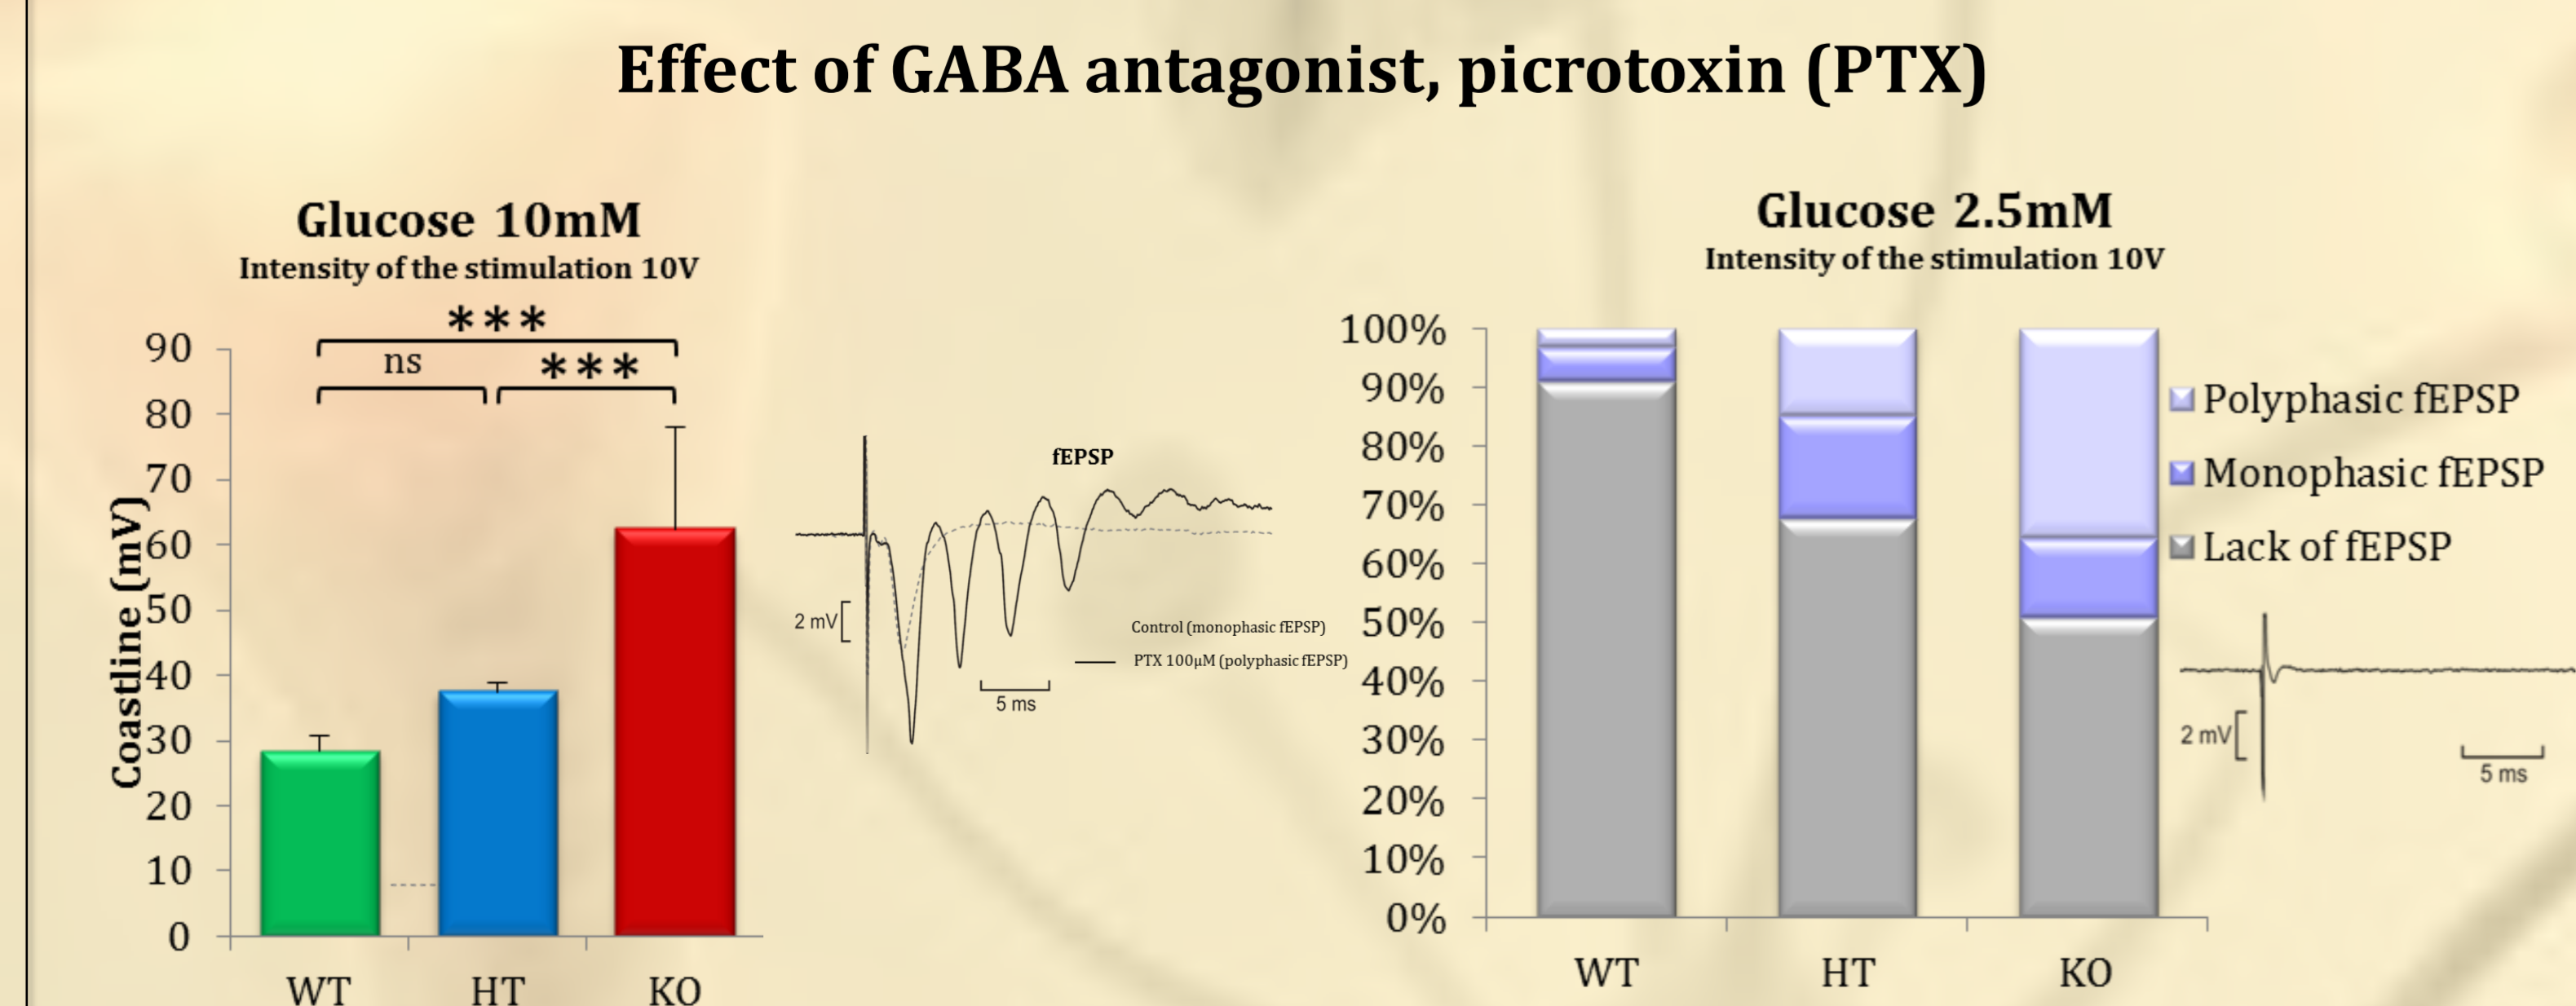 Effect of GABA antagonist, picrotoxin (PTX)
Glucose 10mM
Intensity of the stimulation 10V
***
ns
***
Coastline (mV)
90
80
70
60
50
40
30
20
10
0
WT HT KO
fEPSP
2 mV
5 ms
Control (monophasic fEPSP)
PTX 100µM (polyphasic fEPSP)
Glucose 2.5mM
Intensity of the stimulation 10V
100%
90%
80%
70%
60%
50%
40%
30%
20%
10%
0%
WT HT KO
Polyphasic fEPSP
Monophasic fEPSP
Lack of fEPSP
2 mV
5 ms